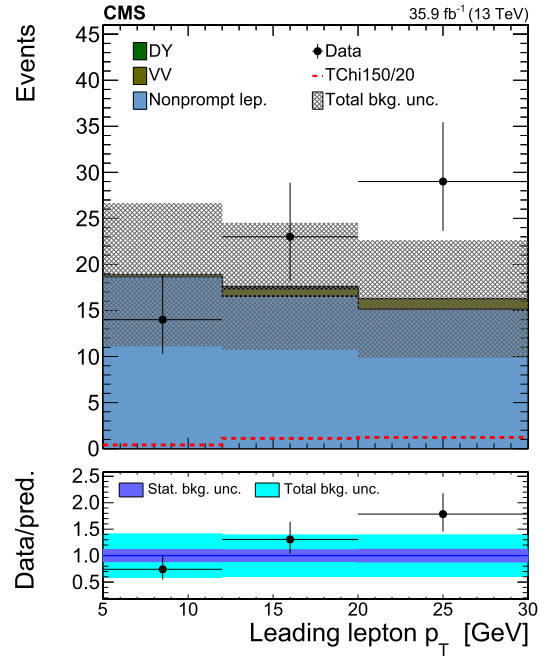 CMS 35.9 fb⁻¹ (13 TeV)
Events
DY
Data
VV
TChi150/20
Nonprompt lep.
Total bkg. unc.
45
40
35
30
25
20
15
10
5
0
Data/pred.
Stat. bkg. unc.
Total bkg. unc.
2.5
2.0
1.5
1.0
0.5
5 10 15 20 25 30
Leading lepton p_T [GeV]